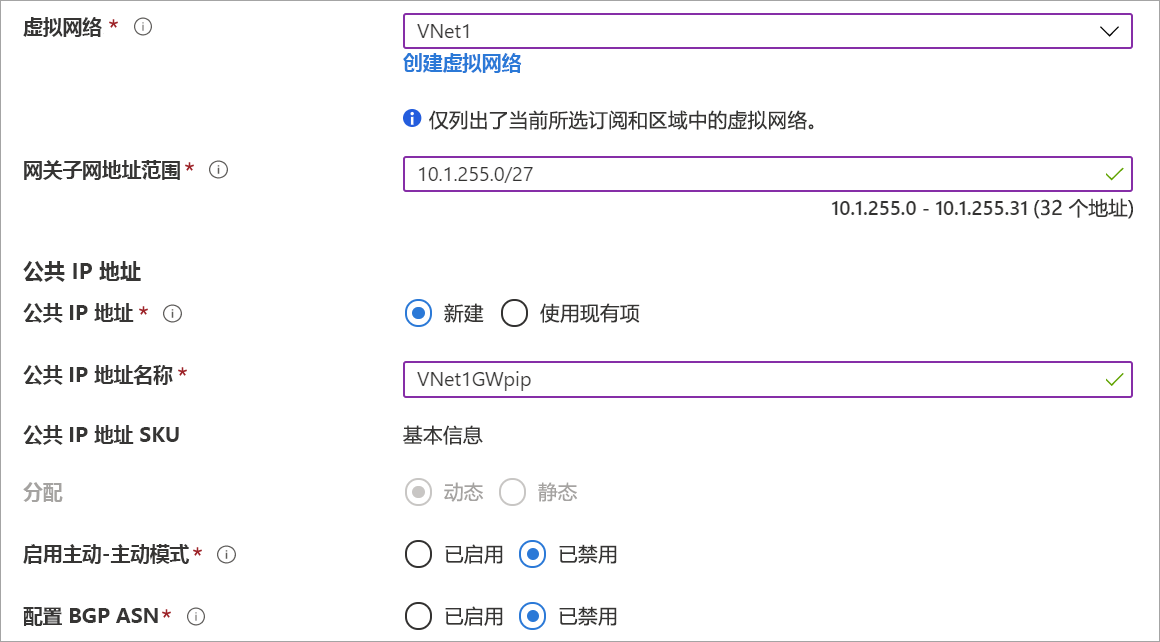 虚拟网络 *
VNet1
创建虚拟网络
仅列出了当前所选订阅和区域中的虚拟网络。
网关子网地址范围*
10.1.255.0/27
10.1.255.0 - 10.1.255.31 (32 个地址)
公共 IP 地址
公共 IP 地址 * 新建 使用现有项
公共 IP 地址名称* VNet1GWpip
公共 IP 地址 SKU 基本信息
分配 动态 静态
启用主动-主动模式* 已启用 已禁用
配置 BGP ASN* 已启用 已禁用